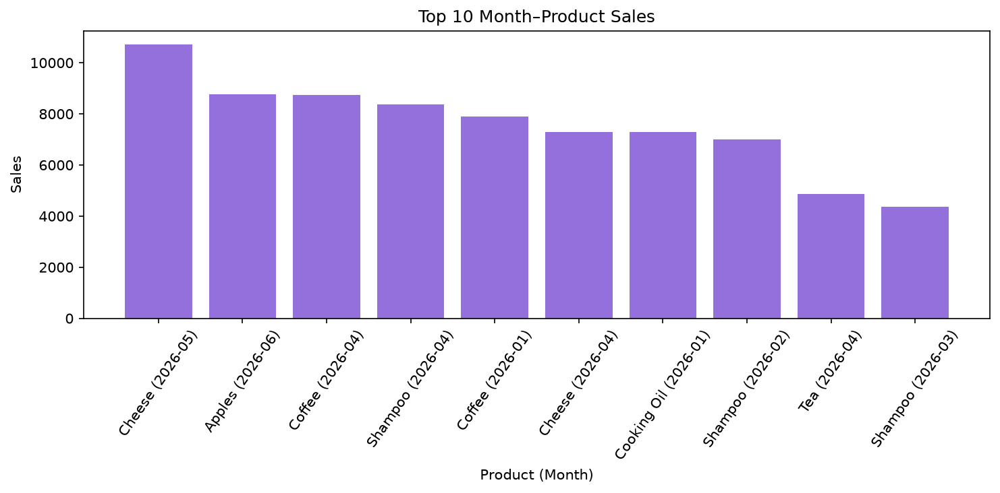 Top 10 Month–Product Sales
Sales
10000
8000
6000
4000
2000
0
Cheese (2026-05)
Apples (2026-06)
Coffee (2026-04)
Shampoo (2026-04)
Coffee (2026-01)
Cheese (2026-04)
Cooking Oil (2026-01)
Shampoo (2026-02)
Tea (2026-04)
Shampoo (2026-03)
Product (Month)